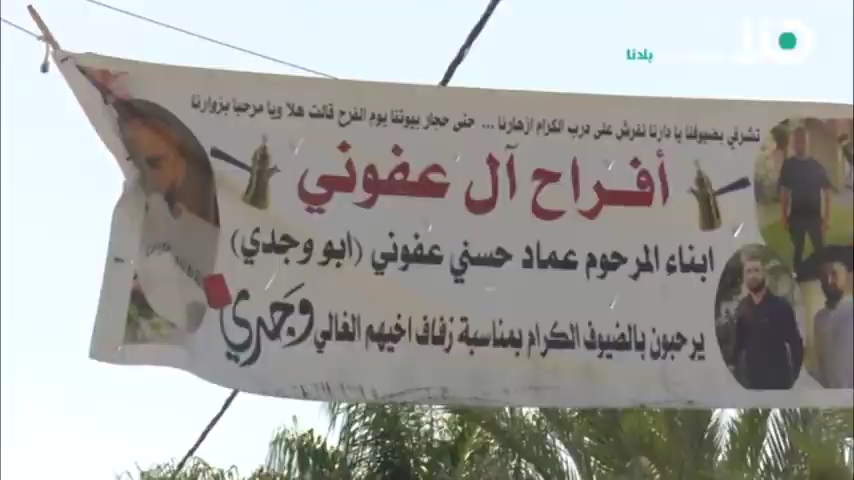 هلا
بلدنا
تشرفي بضيوفنا يا دارنا نفرش على درب الكرام ازهارنا ... حتى حجار بيوتنا يوم الفرح قالت هلا ويا مرحبا بزوارنا
أفراح آل عفوني
ابناء المرحوم عماد حسني عفوني (ابو وجدي)
يرحبون بالضيوف الكرام بمناسبة زفاف اخيهم الغالي وجدي